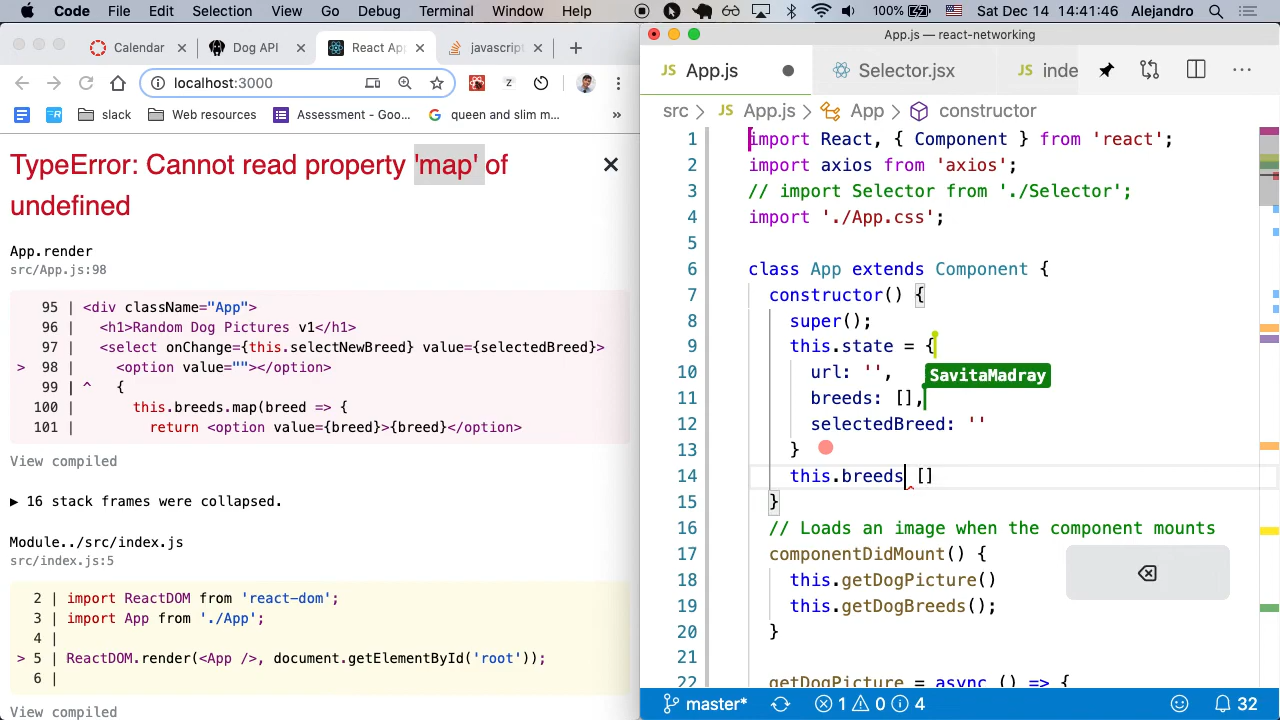 Code File Edit Selection View Go Debug Terminal Window Help 100% Sat Dec 14 14:41:46 Alejandro
Calendar Dog API React Ap javascript
localhost:3000
slack Web resources Assessment - Goo... queen and slim m... »
TypeError: Cannot read property 'map' of
undefined
App.render
src/App.js:98
95 | <div className="App">
96 | <h1>Random Dog Pictures v1</h1>
97 | <select onChange={this.selectNewBreed} value={selectedBreed}>
> 98 | <option value=""></option>
99 | ^ {
100 | this.breeds.map(breed => {
101 | return <option value={breed}>{breed}</option>
View compiled
▶ 16 stack frames were collapsed.
Module../src/index.js
src/index.js:5
2 | import ReactDOM from 'react-dom';
3 | import App from './App';
4 |
> 5 | ReactDOM.render(<App />, document.getElementById('root'));
6 |
View compiled
App.js — react-networking
JS App.js Selector.jsx JS inde
src > JS App.js > App > constructor
1 import React, { Component } from 'react';
2 import axios from 'axios';
3 // import Selector from './Selector';
4 import './App.css';
5
6 class App extends Component {
7 constructor() {
8 super();
9 this.state = {
10 url: '',
SavitaMadray
11 breeds: [],
12 selectedBreed: ''
13 }
14 this.breeds []
15 }
16 // Loads an image when the component mounts
17 componentDidMount() {
18 this.getDogPicture()
19 this.getDogBreeds();
20 }
21
22 getDogPicture = async () => {
master* 1 0 4 32